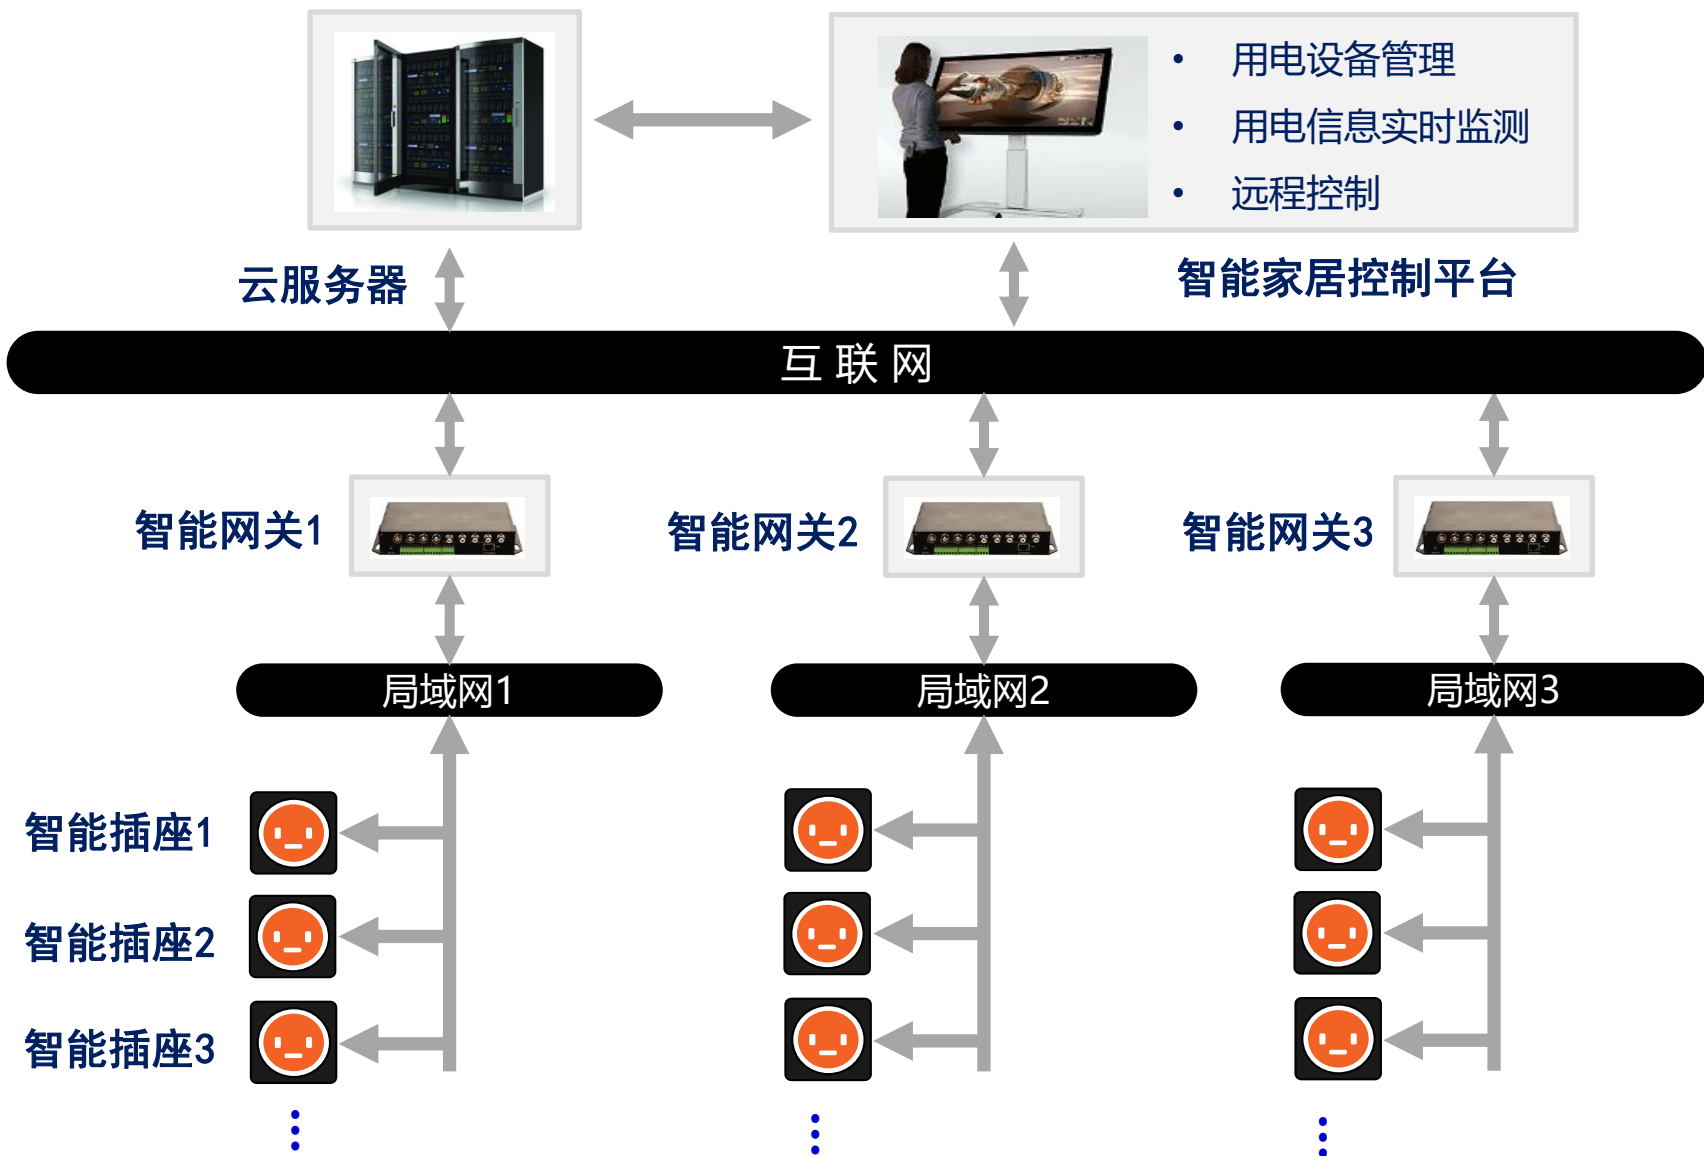 • 用电设备管理
• 用电信息实时监测
• 远程控制
云服务器
智能家居控制平台
互联网
智能网关1
智能网关2
智能网关3
局域网1
局域网2
局域网3
智能插座1
智能插座2
智能插座3